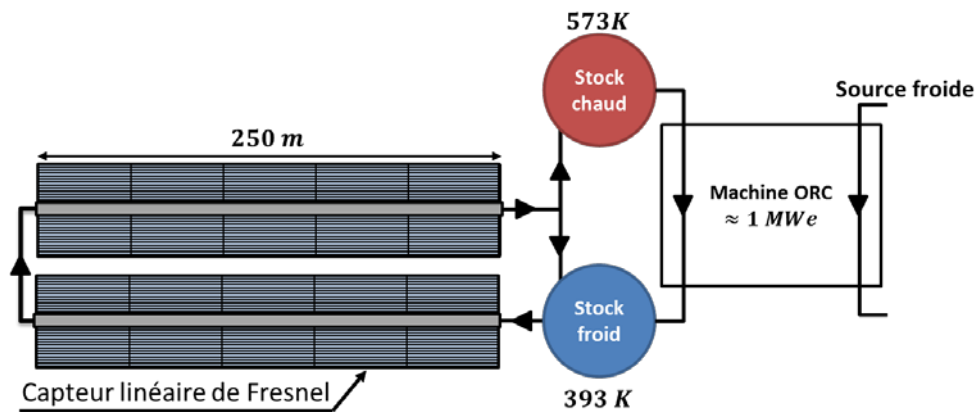 573K
Stock
chaud
Source froide
250 m
Machine ORC
≈ 1 MWe
Stock
froid
Capteur linéaire de Fresnel
393 K